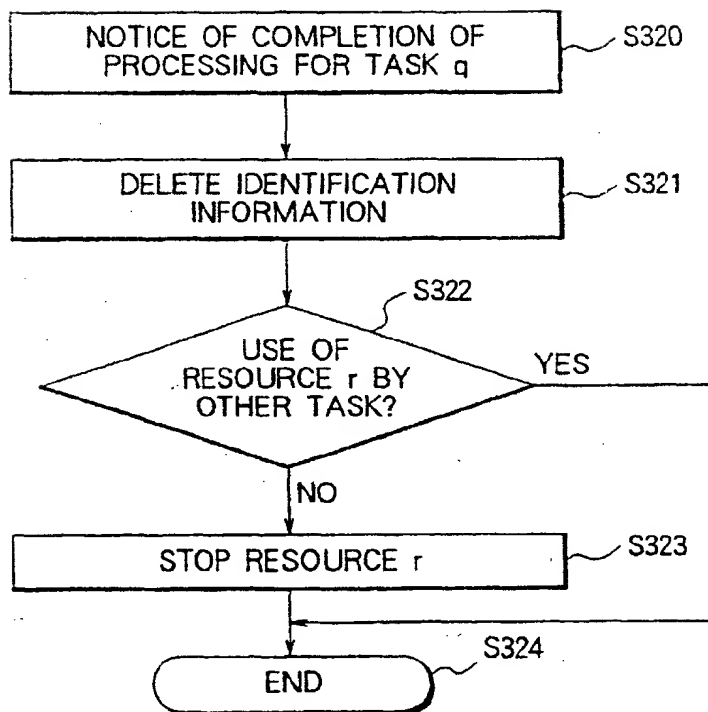 NOTICE OF COMPLETION OF
PROCESSING FOR TASK q
S320
DELETE IDENTIFICATION
INFORMATION
S321
S322
USE OF
RESOURCE r BY
OTHER TASK?
YES
NO
STOP RESOURCE r
S323
END
S324